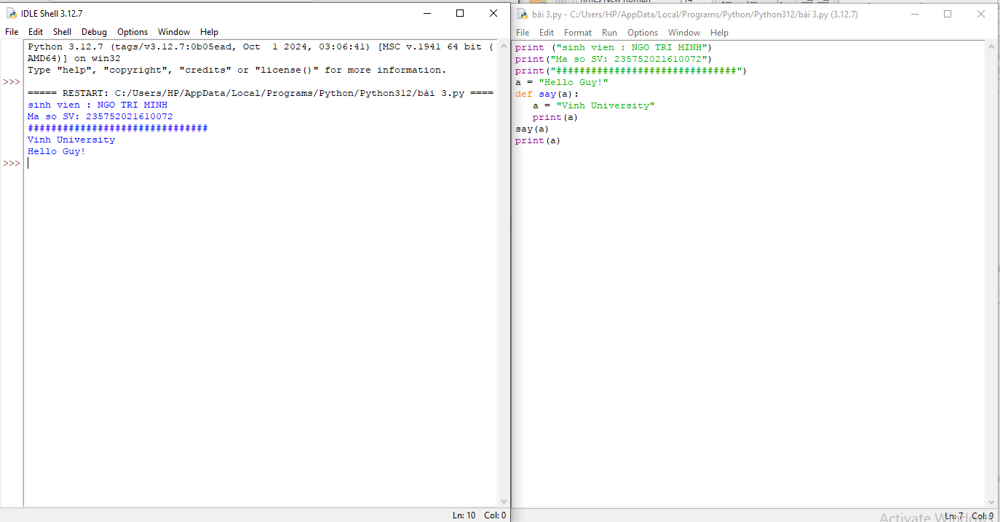 IDLE Shell 3.12.7
File Edit Shell Debug Options Window Help
Python 3.12.7 (tags/v3.12.7:0b05ead, Oct  1 2024, 03:06:41) [MSC v.1941 64 bit (
AMD64)] on win32
Type "help", "copyright", "credits" or "license()" for more information.
>>>
===== RESTART: C:/Users/HP/AppData/Local/Programs/Python/Python312/bài 3.py ====
sinh vien : NGO TRI MINH
Ma so SV: 235752021610072
###############################
Vinh University
Hello Guy!
>>>
Ln: 10 Col: 0
Times New Roman
14
bài 3.py - C:/Users/HP/AppData/Local/Programs/Python/Python312/bài 3.py (3.12.7)
File Edit Format Run Options Window Help
print ("sinh vien : NGO TRI MINH")
print("Ma so SV: 235752021610072")
print("###############################")
a = "Hello Guy!"
def say(a):
   a = "Vinh University"
   print(a)
say(a)
print(a)
Activate Windows
Ln: 7 Col: 9